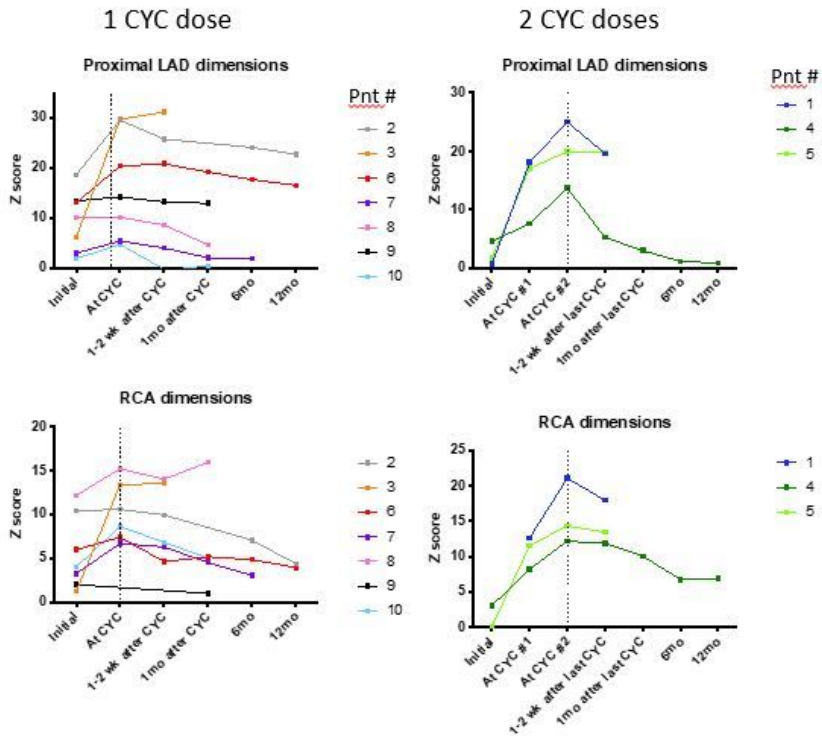 1 CYC dose
2 CYC doses
Proximal LAD dimensions
Z score
30
20
10
0
Initial
At CYC
1-2 wk after CYC
1mo after CYC
6mo
12mo
Pnt #
2
3
6
7
8
9
10
Proximal LAD dimensions
Z score
30
20
10
0
Initial
At CYC #1
At CYC #2
1-2 wk after last CYC
1mo after last CYC
6mo
12mo
Pnt #
1
4
5
RCA dimensions
Z score
20
15
10
5
0
Initial
At CYC
1-2 wk after CYC
1mo after CYC
6mo
12mo
2
3
6
7
8
9
10
RCA dimensions
Z score
25
20
15
10
5
0
Initial
At CYC #1
At CYC #2
1-2 wk after last CYC
1mo after last CYC
6mo
12mo
1
4
5